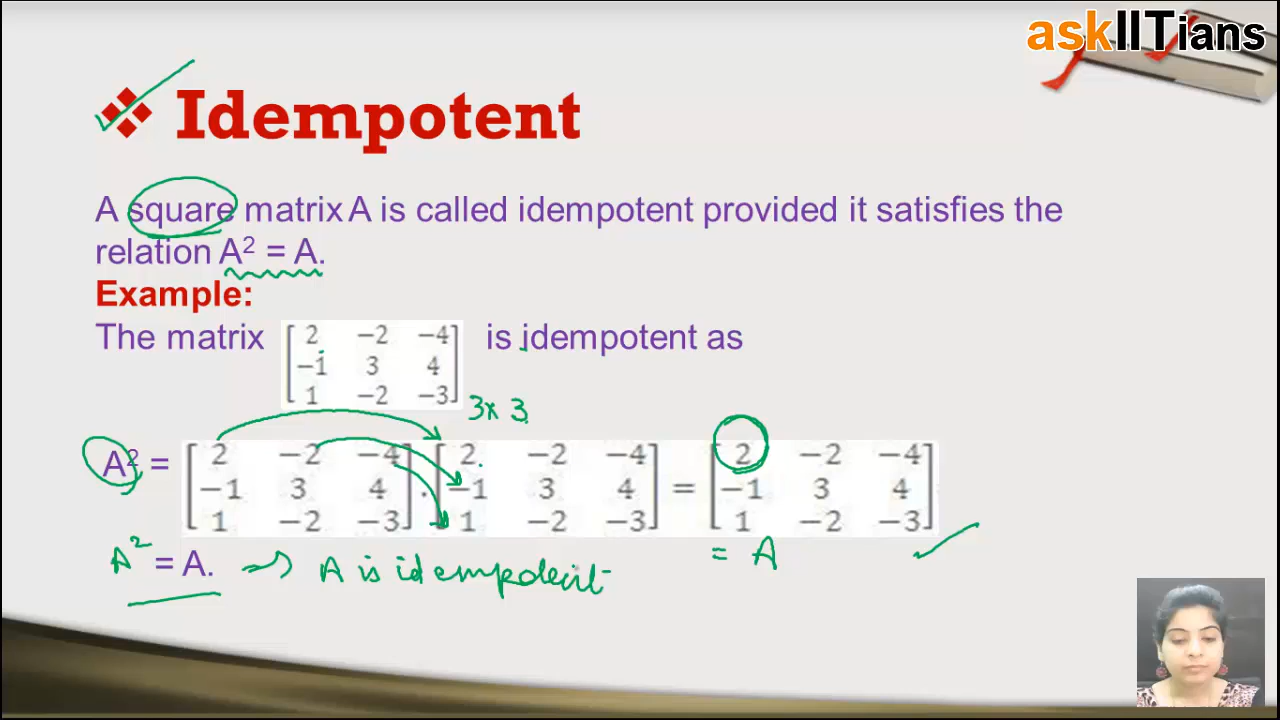 askIITians
❖ Idempotent
A square matrix A is called idempotent provided it satisfies the
relation A² = A.
Example:
The matrix [2 −2 −4] is idempotent as
[−1 3 4]
[1 −2 −3]
3 x 3
A² = [2 −2 −4] . [2 −2 −4] = [2 −2 −4]
[−1 3 4] [−1 3 4] [−1 3 4]
[1 −2 −3] [1 −2 −3] [1 −2 −3]
A² = A. → A is idempotent
= A